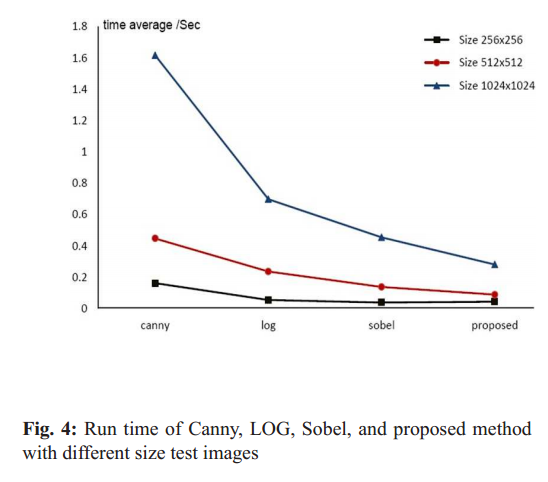 time average /Sec
1.8
1.6
1.4
1.2
1
0.8
0.6
0.4
0.2
0
Size 256x256
Size 512x512
Size 1024x1024
canny log sobel proposed
Fig. 4: Run time of Canny, LOG, Sobel, and proposed method
with different size test images